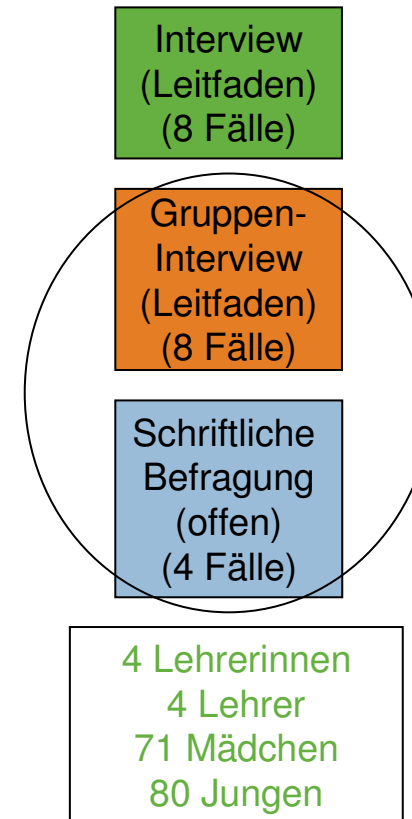 Interview
(Leitfaden)
(8 Fälle)
Gruppen-
Interview
(Leitfaden)
(8 Fälle)
Schriftliche
Befragung
(offen)
(4 Fälle)
4 Lehrerinnen
4 Lehrer
71 Mädchen
80 Jungen